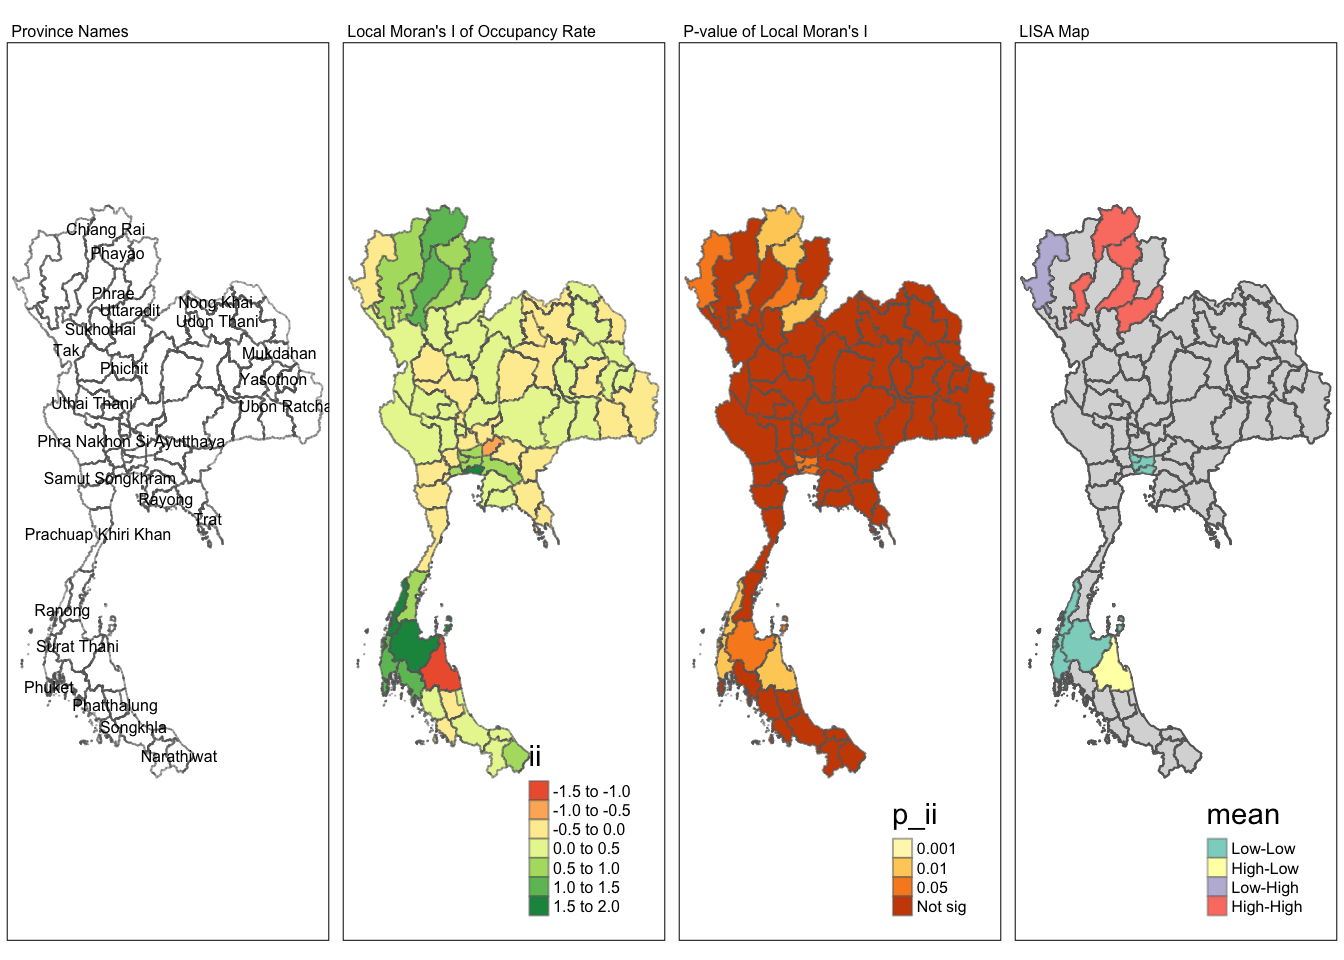 Province Names
Chiang Rai
Phayao
Phrae
Uttaradit
Nong Khai
Sukhothai
Udon Thani
Tak
Mukdahan
Phichit
Yasothon
Uthai Thani
Ubon Ratcha
Phra Nakhon Si Ayutthaya
Samut Songkhram
Rayong
Trat
Prachuap Khiri Khan
Ranong
Surat Thani
Phuket
Phatthalung
Songkhla
Narathiwat
Local Moran's I of Occupancy Rate
ii
-1.5 to -1.0
-1.0 to -0.5
-0.5 to 0.0
0.0 to 0.5
0.5 to 1.0
1.0 to 1.5
1.5 to 2.0
P-value of Local Moran's I
p_ii
0.001
0.01
0.05
Not sig
LISA Map
mean
Low-Low
High-Low
Low-High
High-High